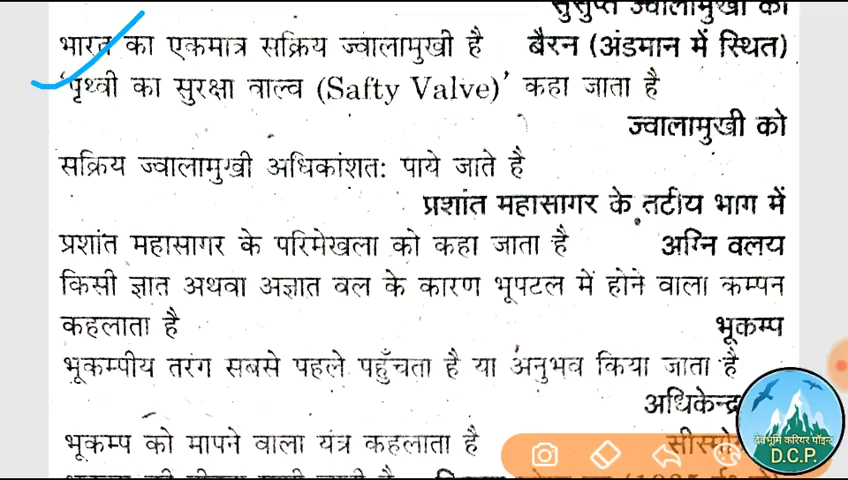 सुसुप्त ज्वालामुखी को
भारत का एकमात्र सक्रिय ज्वालामुखी है बैरन (अंडमान में स्थित)
'पृथ्वी का सुरक्षा वाल्व (Safty Valve)' कहा जाता है
ज्वालामुखी को
सक्रिय ज्वालामुखी अधिकांशतः पाये जाते है
प्रशांत महासागर के तटीय भाग में
प्रशांत महासागर के परिमेखला को कहा जाता है अग्नि वलय
किसी ज्ञात अथवा अज्ञात वल के कारण भूपटल में होने वाला कम्पन
कहलाता है भूकम्प
भूकम्पीय तरंग सबसे पहले पहुँचता है या अनुभव किया जाता है
अधिकेन्द्र
भूकम्प को मापने वाला यंत्र कहलाता है
देवभूमि करियर पॉइन्ट
D.C.P.